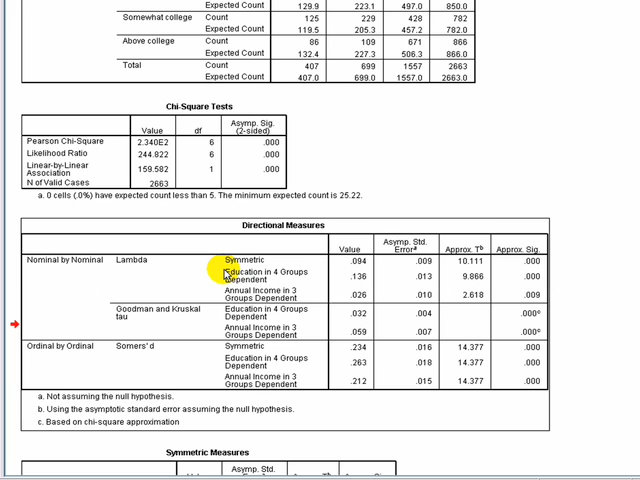 Expected Count 129.9 223.1 497.0 850.0
Somewhat college Count 125 229 428 782
Expected Count 119.5 205.3 457.2 782.0
Above college Count 86 109 671 866
Expected Count 132.4 227.3 506.3 866.0
Total Count 407 699 1557 2663
Expected Count 407.0 699.0 1557.0 2663.0
Chi-Square Tests
Value df Asymp. Sig. (2-sided)
Pearson Chi-Square 2.340E2 6 .000
Likelihood Ratio 244.822 6 .000
Linear-by-Linear Association 159.582 1 .000
N of Valid Cases 2663
a. 0 cells (.0%) have expected count less than 5. The minimum expected count is 25.22.
Directional Measures
Value Asymp. Std. Error a Approx. T b Approx. Sig.
Nominal by Nominal Lambda Symmetric .094 .009 10.111 .000
Education in 4 Groups Dependent .136 .013 9.866 .000
Annual Income in 3 Groups Dependent .026 .010 2.618 .009
Goodman and Kruskal tau Education in 4 Groups Dependent .032 .004 .000 c
Annual Income in 3 Groups Dependent .059 .007 .000 c
Ordinal by Ordinal Somers' d Symmetric .234 .016 14.377 .000
Education in 4 Groups Dependent .263 .018 14.377 .000
Annual Income in 3 Groups Dependent .212 .015 14.377 .000
a. Not assuming the null hypothesis.
b. Using the asymptotic standard error assuming the null hypothesis.
c. Based on chi-square approximation
Symmetric Measures
Asymp. Std.